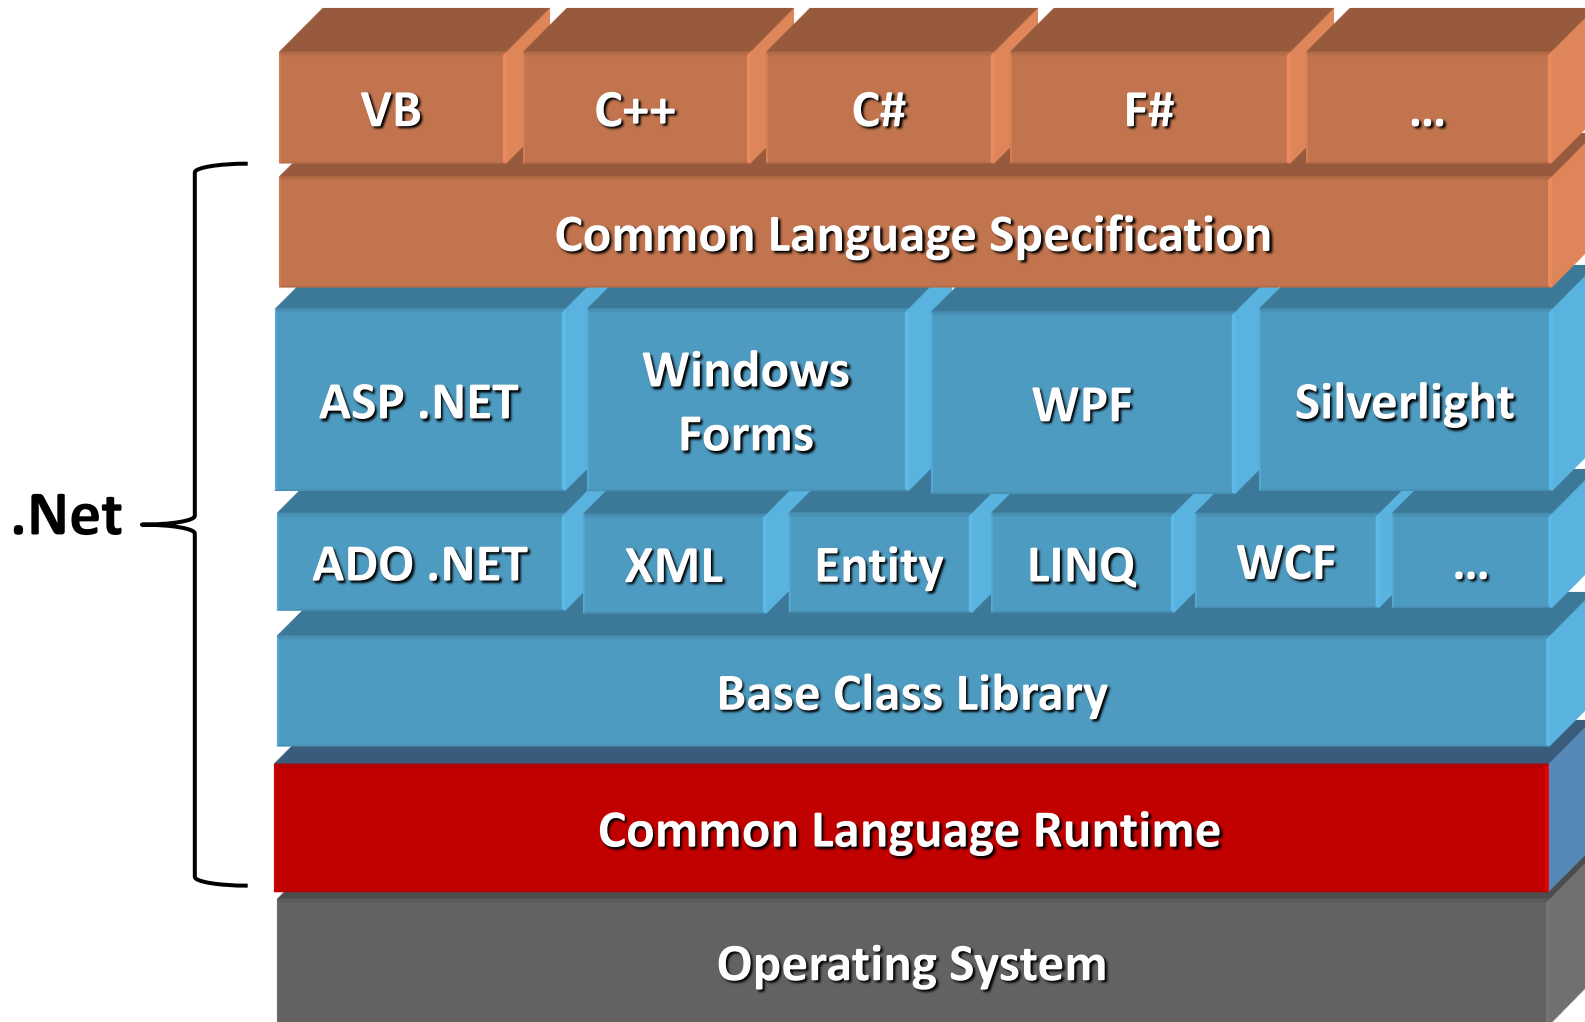 VB
C++
C#
F#
...
Common Language Specification
ASP .NET
Windows
Forms
WPF
Silverlight
.Net
ADO .NET
XML
Entity
LINQ
WCF
...
Base Class Library
Common Language Runtime
Operating System